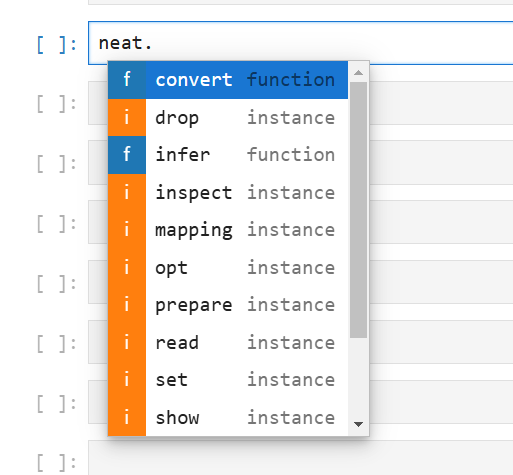 [ ]: neat.
f convert function
[ ]: i drop instance
[ ]: f infer function
i inspect instance
[ ]: i mapping instance
[ ]: i opt instance
i prepare instance
[ ]: i read instance
i set instance
[ ]: i show instance
[ ]: